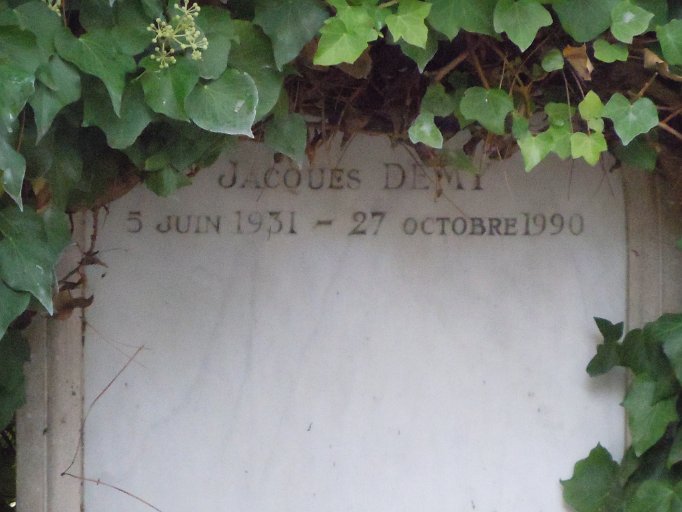 JACQUES DEMY
5 JUIN 1931 – 27 OCTOBRE 1990